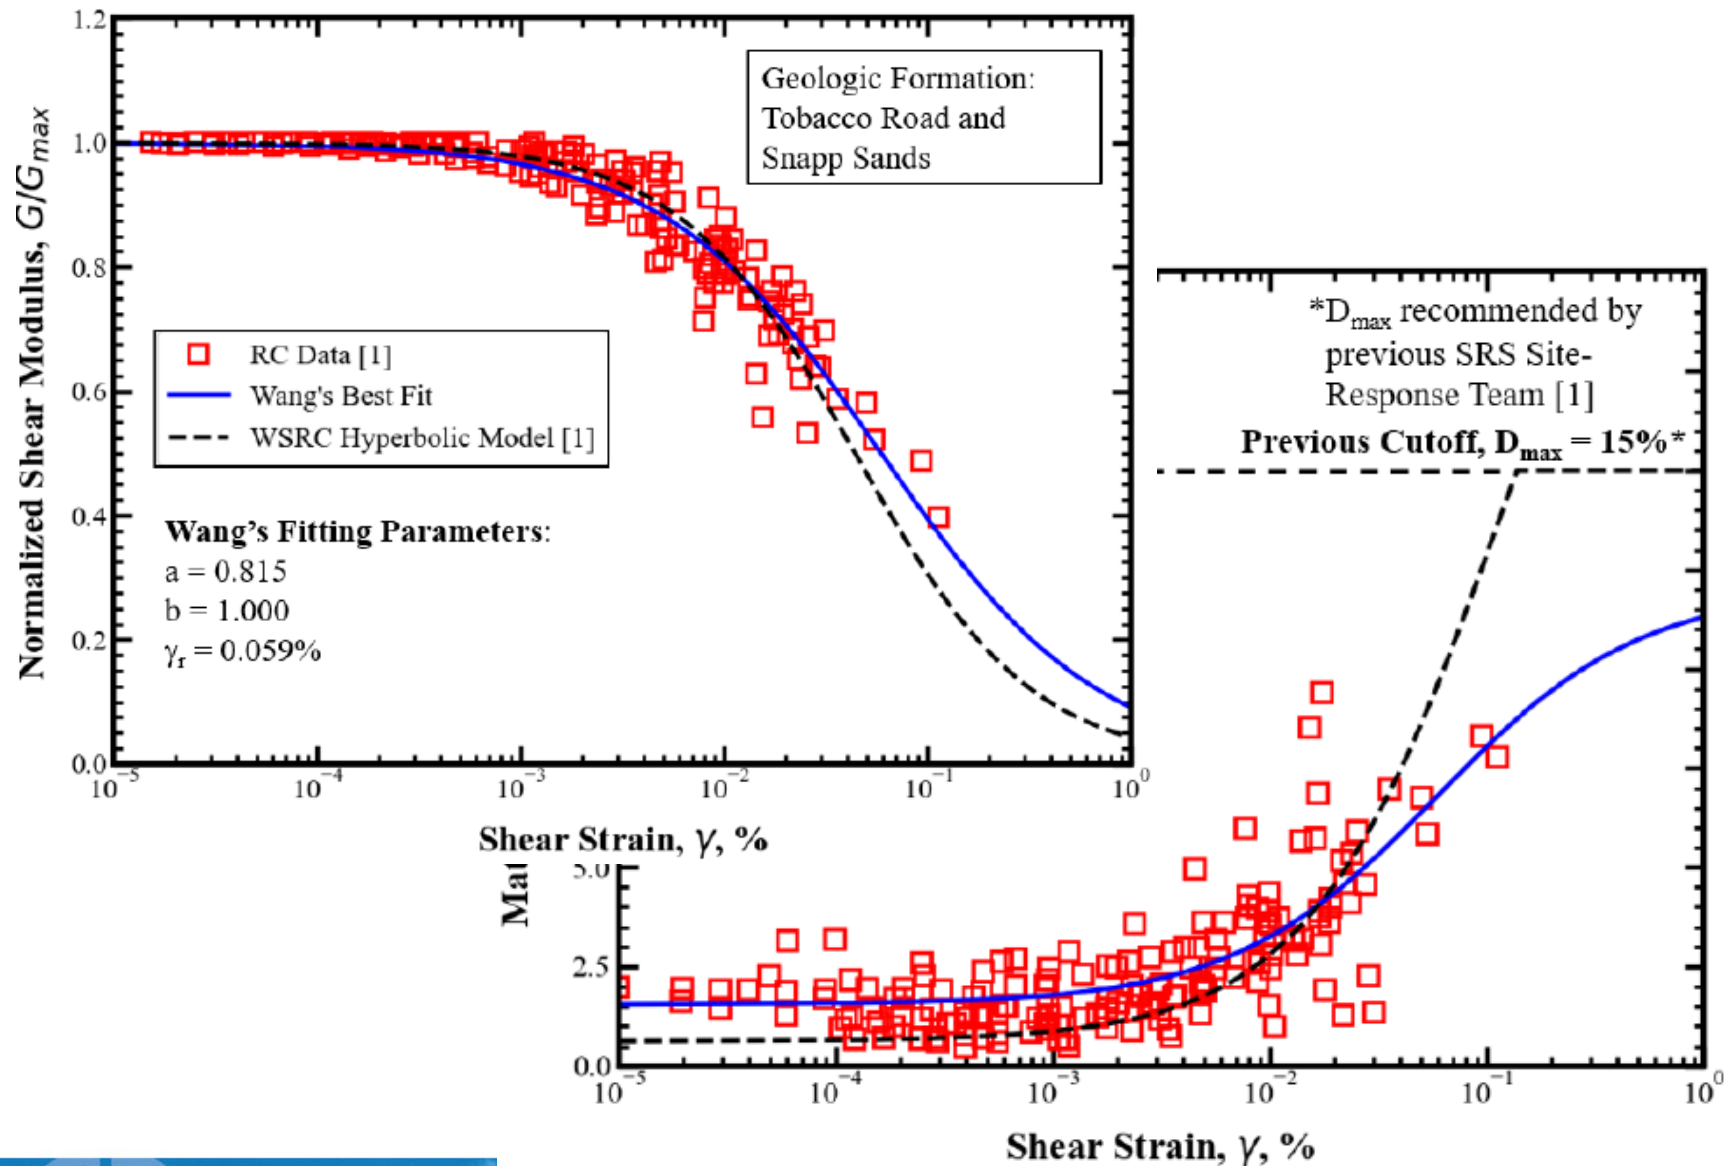 1.2
1.0
0.8
0.6
0.4
0.2
0.0
Normalized Shear Modulus, G/Gmax
Geologic Formation:
Tobacco Road and
Snapp Sands
RC Data [1]
Wang's Best Fit
WSRC Hyperbolic Model [1]
Wang's Fitting Parameters:
a = 0.815
b = 1.000
γr = 0.059%
10⁻⁵ 10⁻⁴ 10⁻³ 10⁻² 10⁻¹ 10⁰
Shear Strain, γ, %
*Dmax recommended by
previous SRS Site-
Response Team [1]
Previous Cutoff, Dmax = 15%*
5.0
2.5
0.0
Mat
10⁻⁵ 10⁻⁴ 10⁻³ 10⁻² 10⁻¹ 10⁰
Shear Strain, γ, %